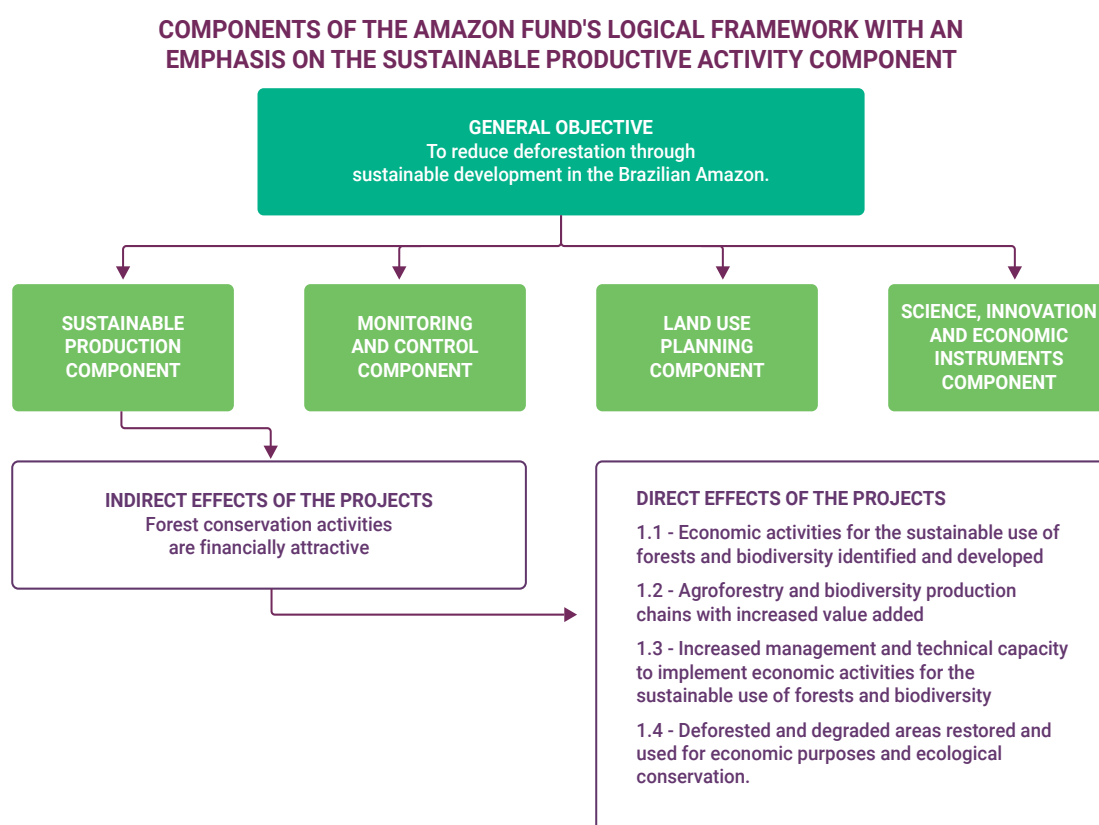 COMPONENTS OF THE AMAZON FUND'S LOGICAL FRAMEWORK WITH AN
EMPHASIS ON THE SUSTAINABLE PRODUCTIVE ACTIVITY COMPONENT
GENERAL OBJECTIVE
To reduce deforestation through
sustainable development in the Brazilian Amazon.
SUSTAINABLE
PRODUCTION
COMPONENT
MONITORING
AND CONTROL
COMPONENT
LAND USE
PLANNING
COMPONENT
SCIENCE, INNOVATION
AND ECONOMIC
INSTRUMENTS
COMPONENT
INDIRECT EFFECTS OF THE PROJECTS
Forest conservation activities
are financially attractive
DIRECT EFFECTS OF THE PROJECTS
1.1 - Economic activities for the sustainable use of
forests and biodiversity identified and developed
1.2 - Agroforestry and biodiversity production
chains with increased value added
1.3 - Increased management and technical capacity
to implement economic activities for the
sustainable use of forests and biodiversity
1.4 - Deforested and degraded areas restored and
used for economic purposes and ecological
conservation.